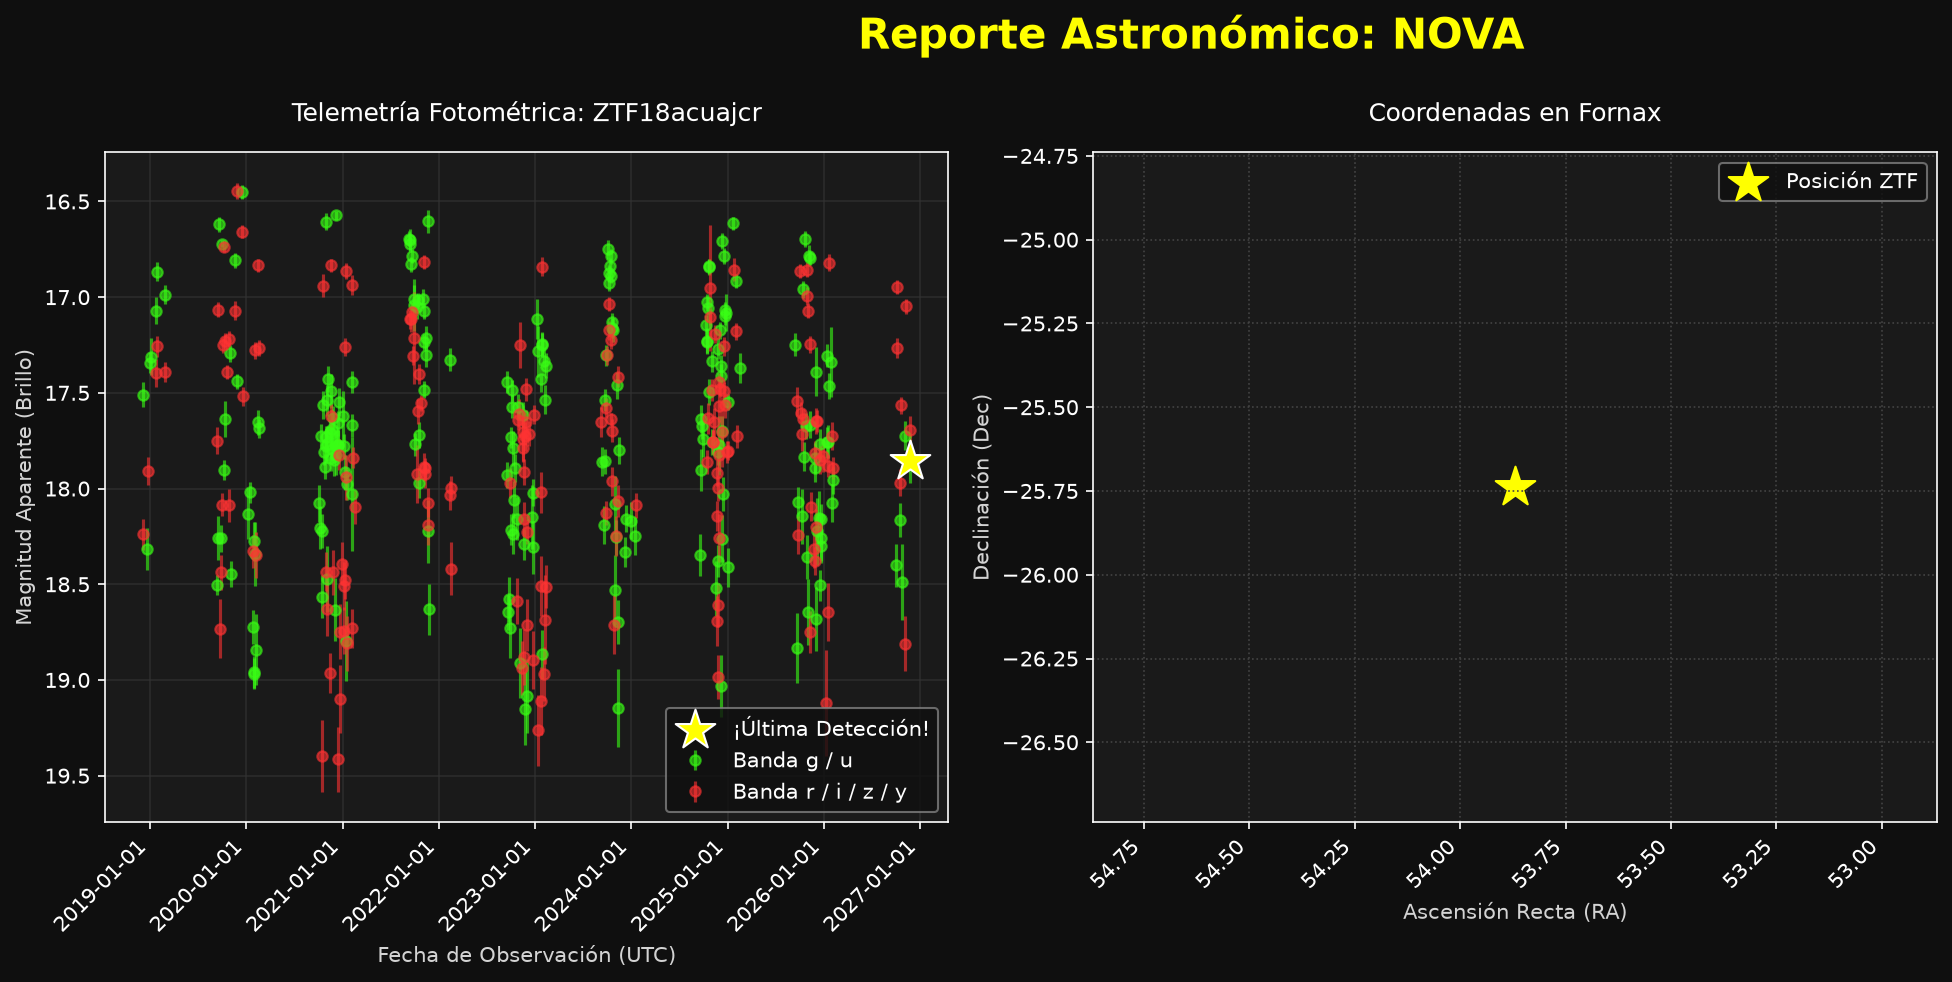 Reporte Astronómico: NOVA
Telemetría Fotométrica: ZTF18acuajcr
Magnitud Aparente (Brillo)
16.5
17.0
17.5
18.0
18.5
19.0
19.5
¡Última Detección!
Banda g / u
Banda r / i / z / y
2019-01-01
2020-01-01
2021-01-01
2022-01-01
2023-01-01
2024-01-01
2025-01-01
2026-01-01
2027-01-01
Fecha de Observación (UTC)
Coordenadas en Fornax
Declinación (Dec)
−24.75
−25.00
−25.25
−25.50
−25.75
−26.00
−26.25
−26.50
Posición ZTF
54.75
54.50
54.25
54.00
53.75
53.50
53.25
53.00
Ascensión Recta (RA)